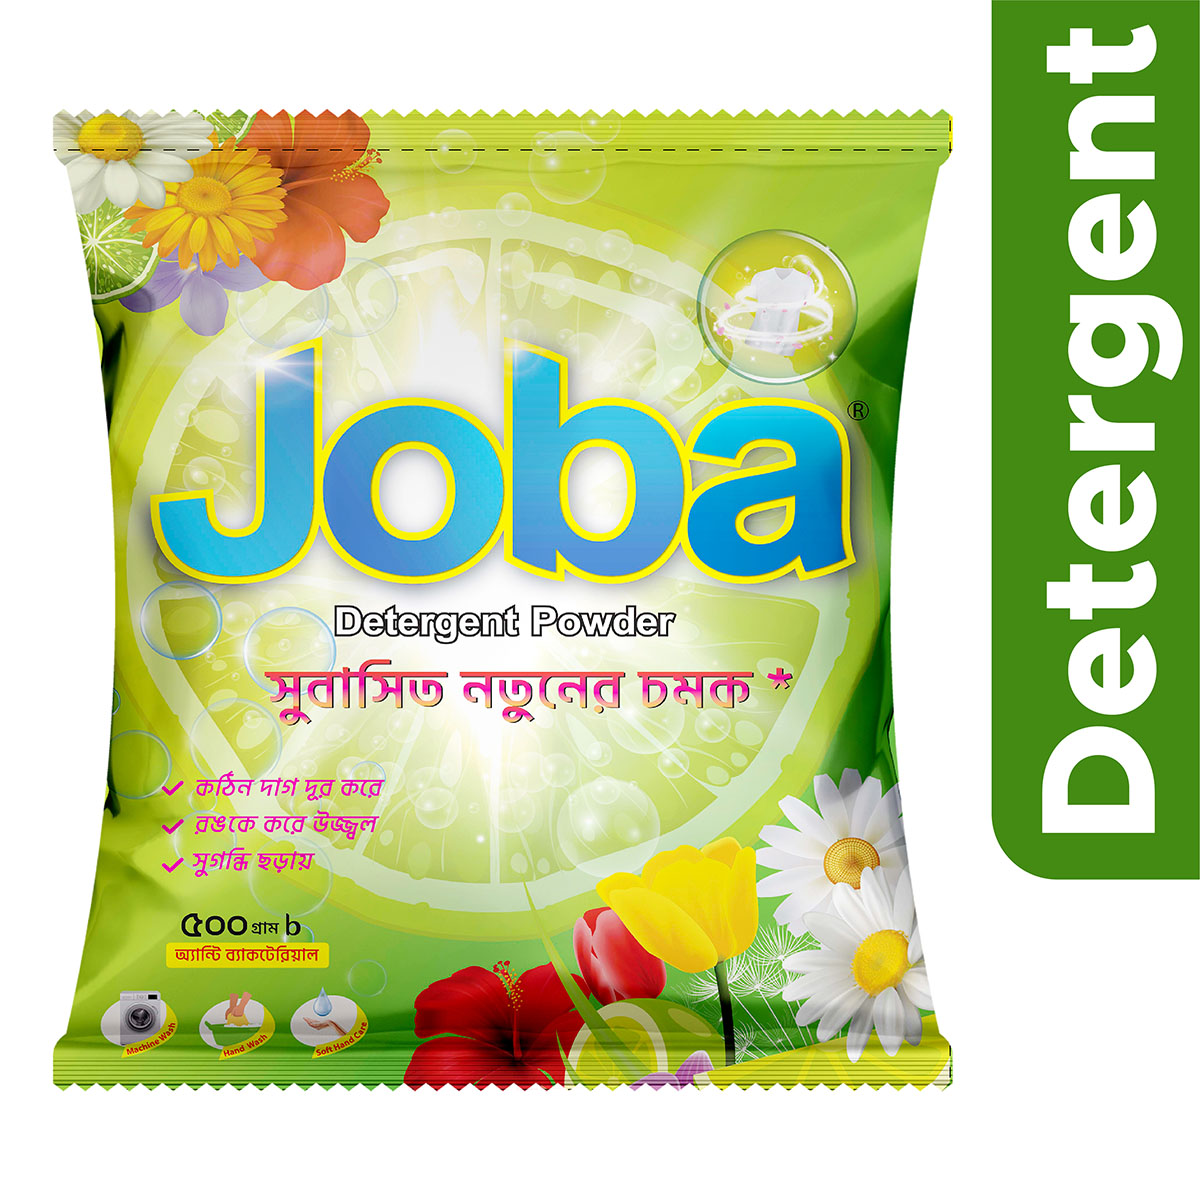 Joba®
Detergent Powder
সুবাসিত নতুনের চমক *
কঠিন দাগ দূর করে
রঙকে করে উজ্জ্বল
সুগন্ধি ছড়ায়
৫০০ গ্রাম b
অ্যান্টি ব্যাকটেরিয়াল
Machine Wash
Hand Wash
Soft Hand Care
Detergent